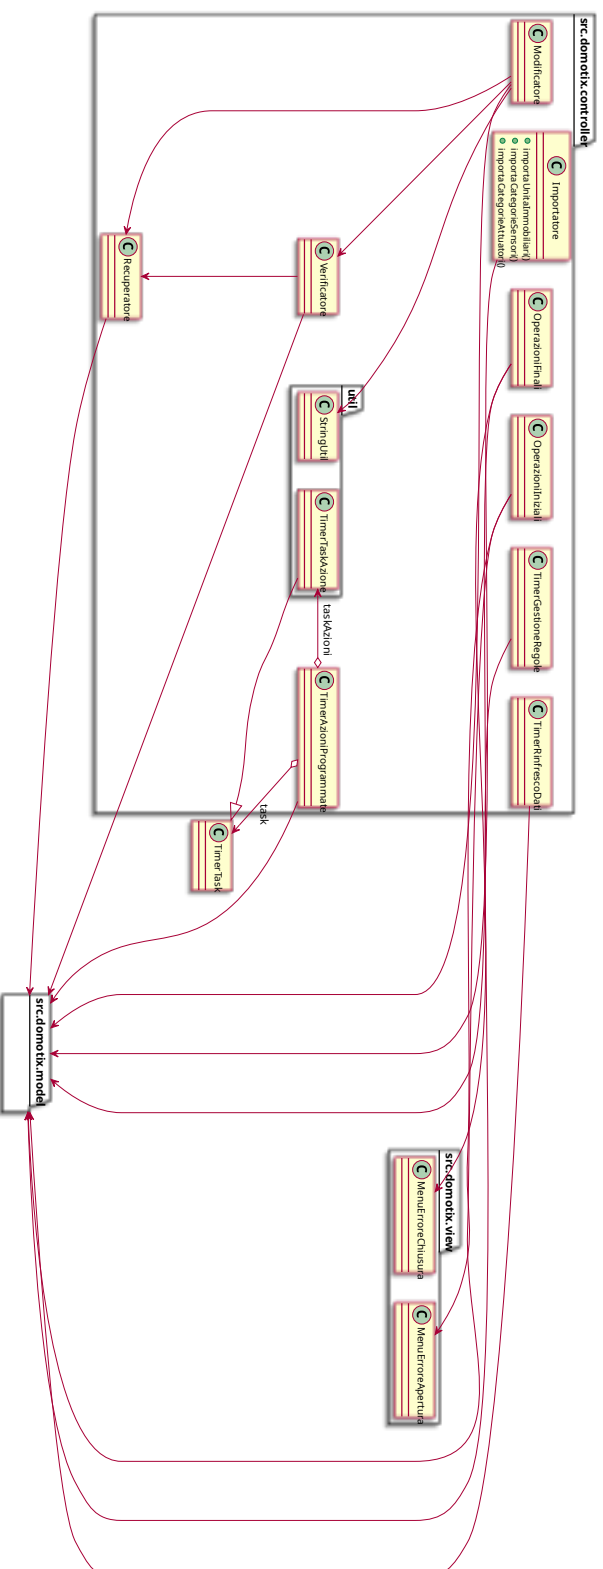 src.domotix.controller
C Modificatore
C Importatore
importaUnitaImmobiliari()
importaCategorieSensori()
importaCategorieAttuatori()
C OperazioniFinali
C OperazioniIniziali
C TimerGestioneRegole
C TimerRinfrescoDati
C Recuperatore
C Verificatore
util
C StringUtil
C TimerTaskAzione
taskAzioni
C TimerAzioniProgrammate
task
C TimerTask
src.domotix.model
src.domotix.view
C MenuErroreChiusura
C MenuErroreApertura